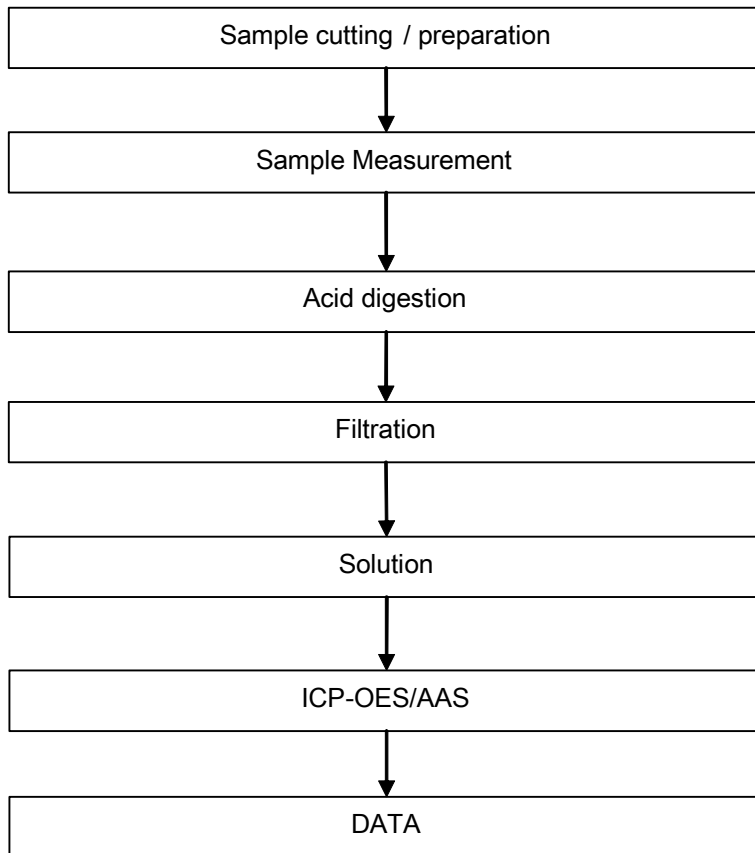 Sample cutting / preparation
Sample Measurement
Acid digestion
Filtration
Solution
ICP-OES/AAS
DATA